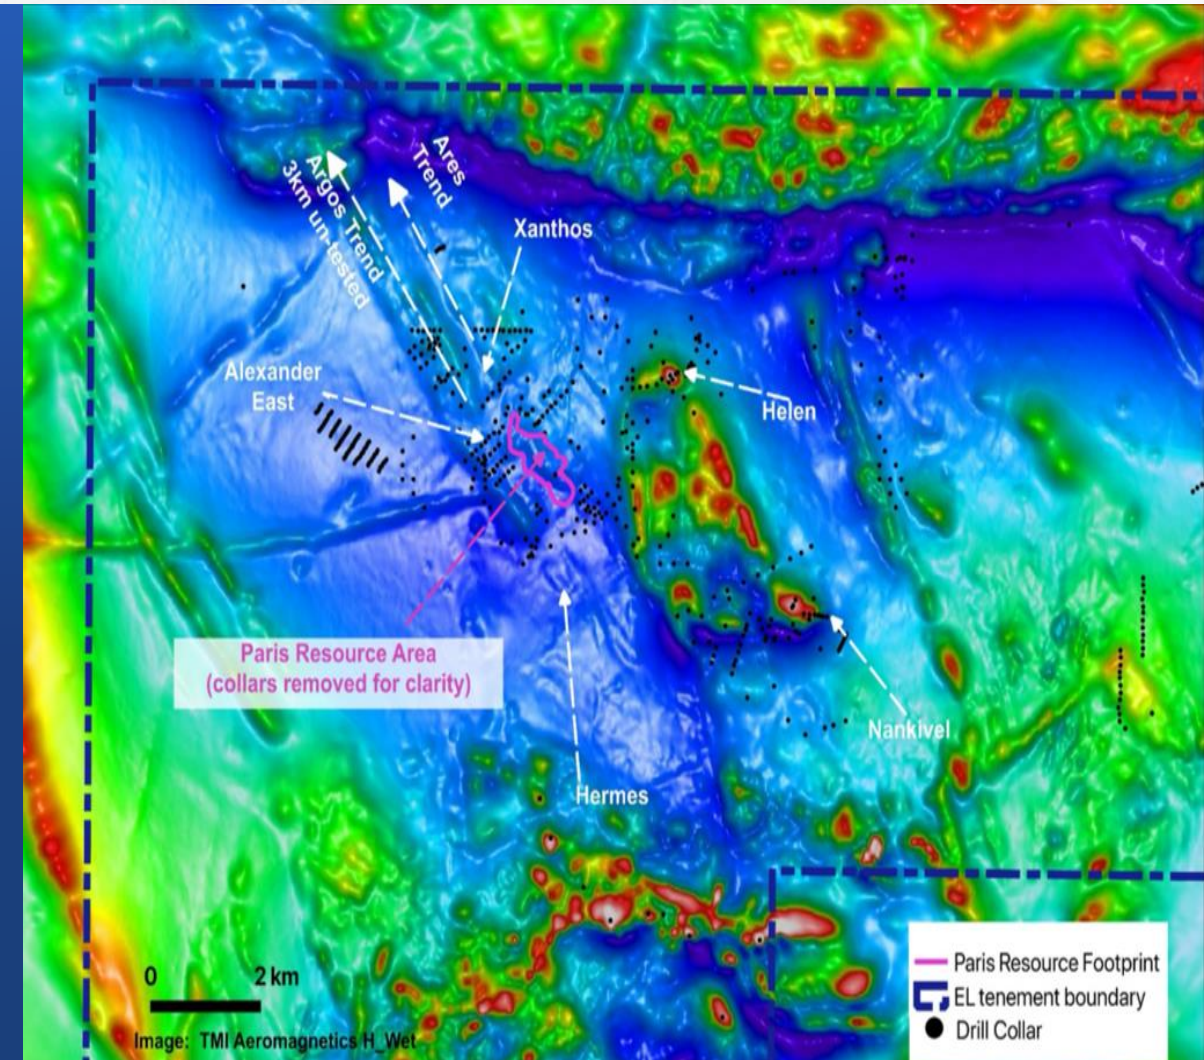 Ares
Trend
Argos Trend
3km un-tested
Xanthos
Alexander
East
Helen
Paris Resource Area
(collars removed for clarity)
Nankivel
Hermes
0 2 km
Image: TMI Aeromagnetics H_Wet
Paris Resource Footprint
EL tenement boundary
Drill Collar